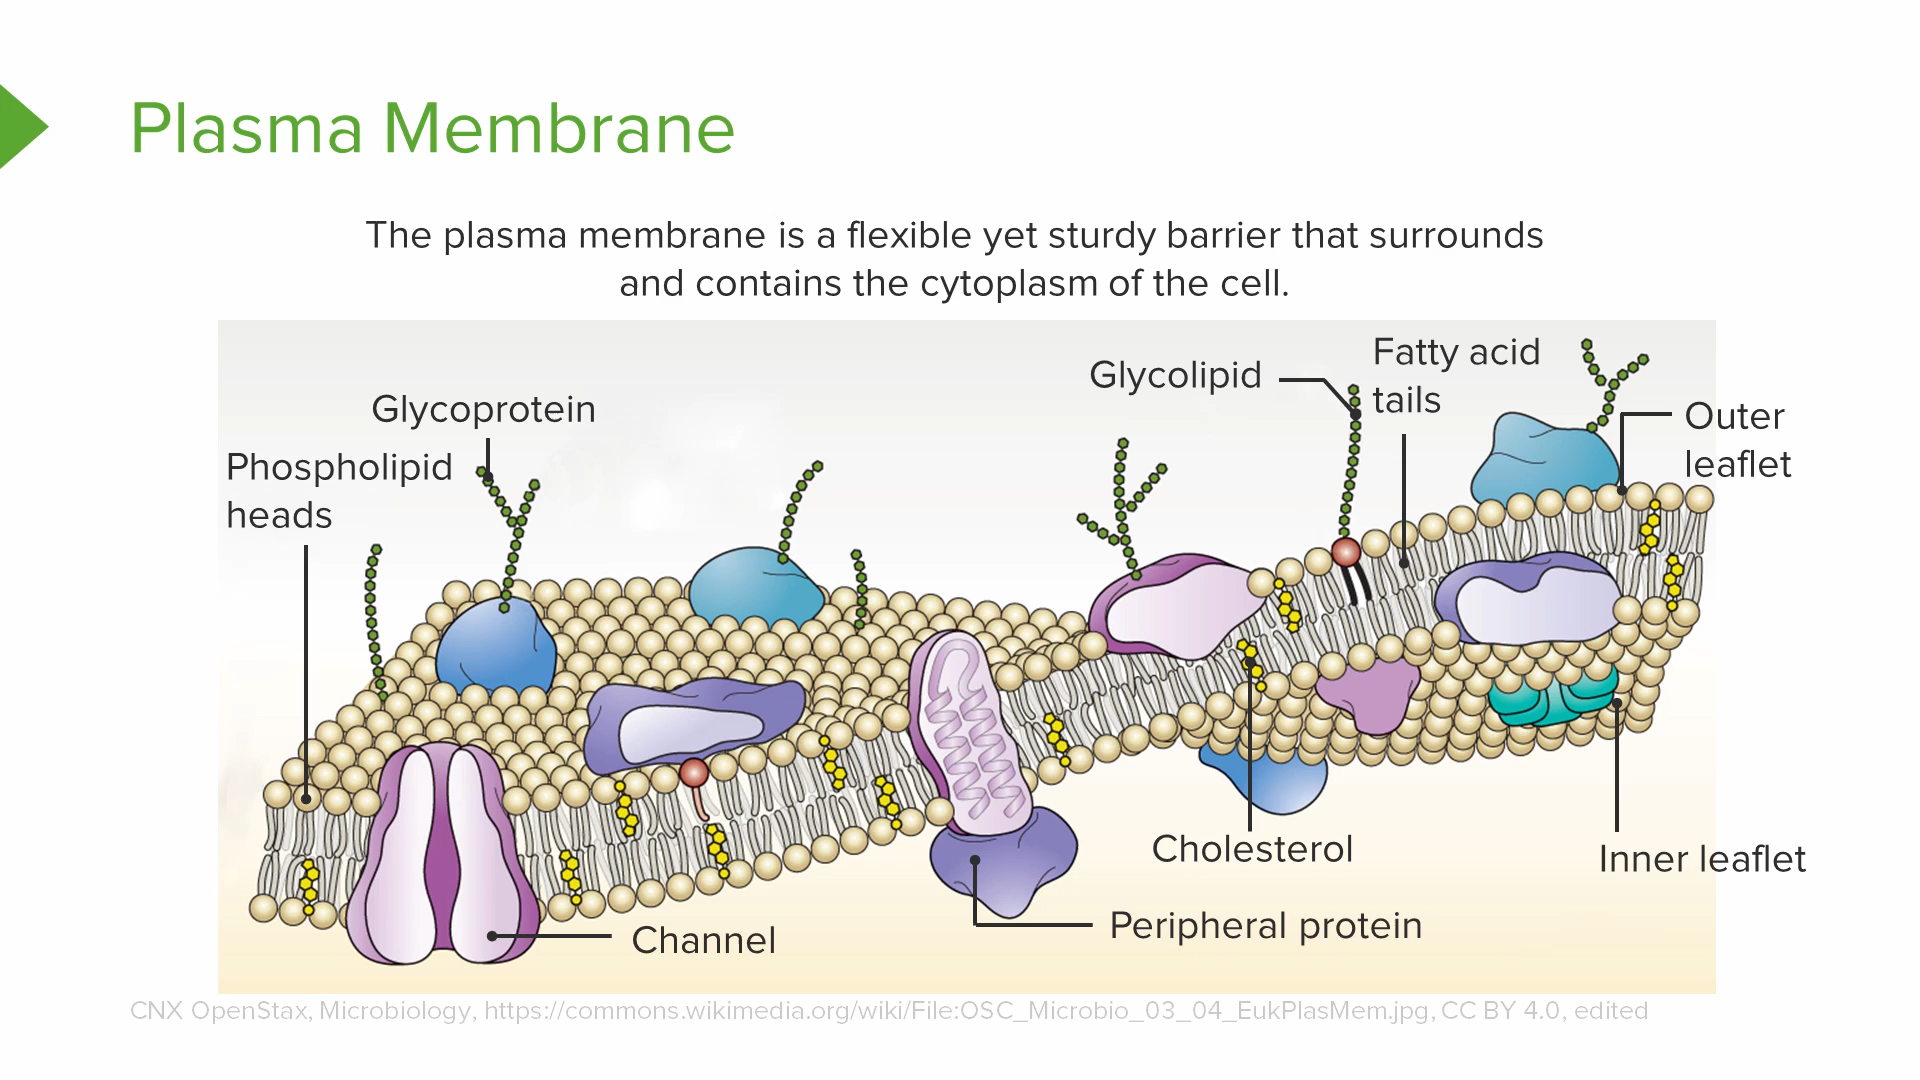 Plasma Membrane
The plasma membrane is a flexible yet sturdy barrier that surrounds
and contains the cytoplasm of the cell.
Glycoprotein
Phospholipid
heads
Glycolipid
Fatty acid
tails
Outer
leaflet
Cholesterol
Inner leaflet
Peripheral protein
Channel
CNX OpenStax, Microbiology, https://commons.wikimedia.org/wiki/File:OSC_Microbio_03_04_EukPlasMem.jpg, CC BY 4.0, edited